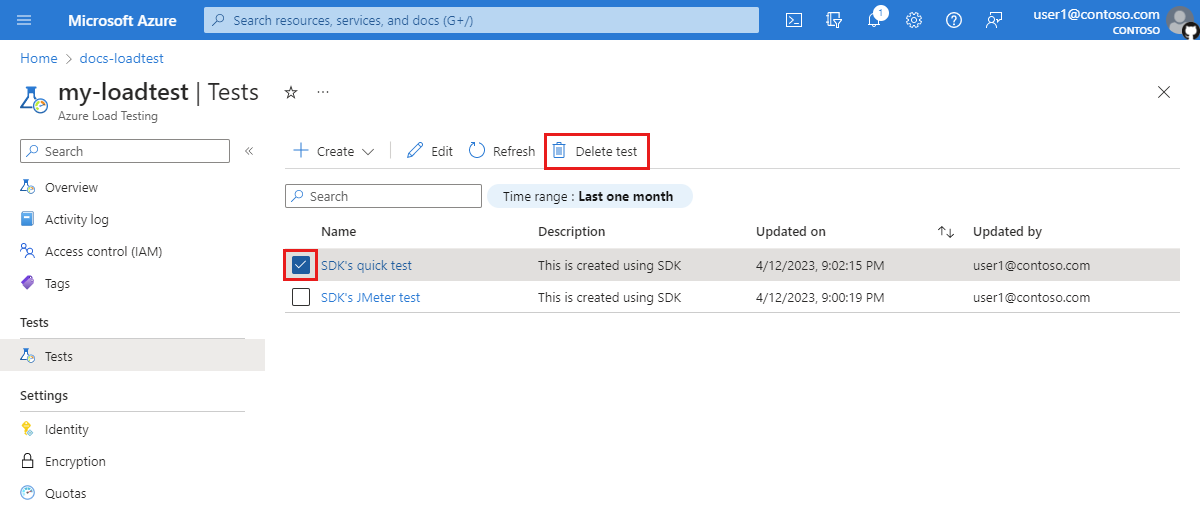 Microsoft Azure
Search resources, services, and docs (G+/)
1
user1@contoso.com
CONTOSO
Home > docs-loadtest
my-loadtest | Tests
Azure Load Testing
Search
Overview
Activity log
Access control (IAM)
Tags
Tests
Tests
Settings
Identity
Encryption
Quotas
Create
Edit
Refresh
Delete test
Search
Time range : Last one month
Name Description Updated on Updated by
SDK's quick test This is created using SDK 4/12/2023, 9:02:15 PM user1@contoso.com
SDK's JMeter test This is created using SDK 4/12/2023, 9:00:19 PM user1@contoso.com